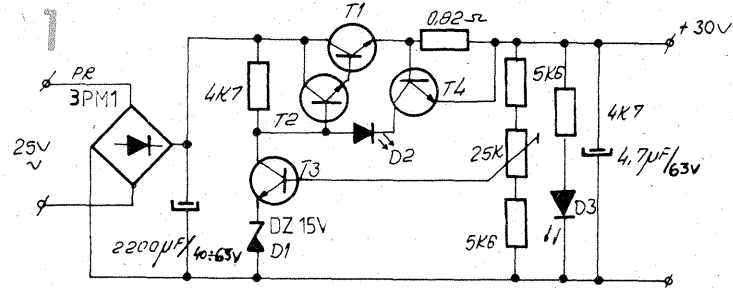 1
T1
0,82Ω
+30V
PR
3PM1
4K7
T2
T4
5K6
4K7
25V
~
D2
T3
25K
4,7µF/63V
DZ 15V
D1
D3
2200µF/40÷63V
5K6